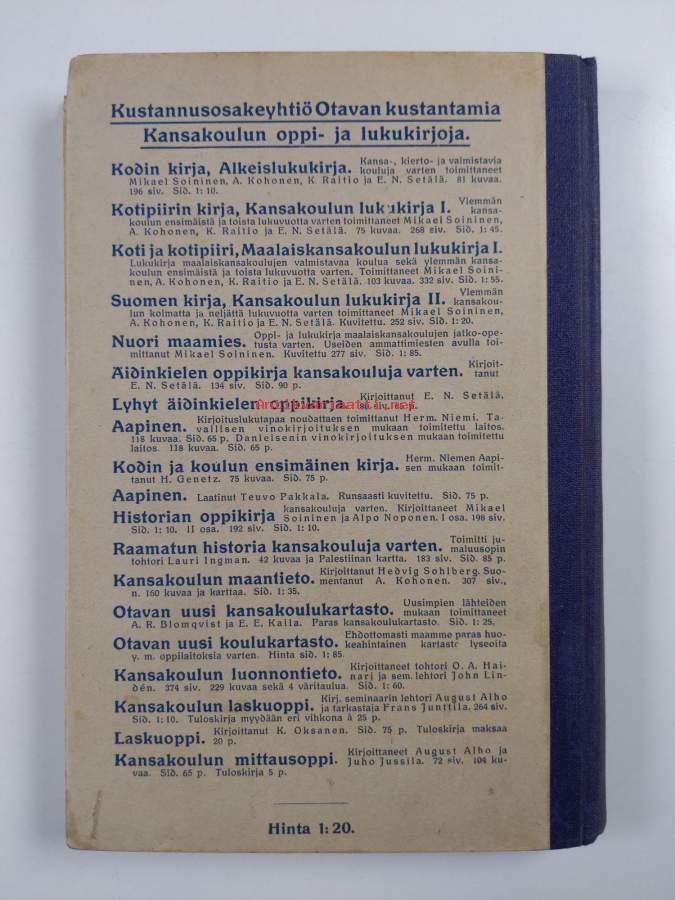 Kustannusosakeyhtiö Otavan kustantamia
Kansakoulun oppi- ja lukukirjoja.
Kodin kirja, Alkeislukukirja. Kansa-, kierto- ja valmistavia
kouluja varten toimittaneet
Mikael Soininen, A. Kohonen, K. Raitio ja E. N. Setälä. 81 kuvaa.
196 siv. Sid. 1: 10.
Kotipiirin kirja, Kansakoulun lukukirja I. Ylemmän
kansa-
koulun ensimäistä ja toista lukuvuotta varten toimittaneet Mikael Soininen,
A. Kohonen, K. Raitio ja E. N. Setälä. 75 kuvaa. 268 siv. Sid. 1: 45.
Koti ja kotipiiri, Maalaiskansakoulun lukukirja I.
Lukukirja maalaiskansakoulujen valmistavaa koulua sekä ylemmän kansa-
koulun ensimäistä ja toista lukuvuotta varten. Toimittaneet Mikael Soini-
nen, A. Kohonen, K. Raitio ja E. N. Setälä. 103 kuvaa. 332 siv. Sid. 1: 55.
Suomen kirja, Kansakoulun lukukirja II. Ylemmän
kansakou-
lun kolmatta ja neljättä lukuvuotta varten toimittaneet Mikael Soininen,
A. Kohonen, K. Raitio ja E. N. Setälä. Kuvitettu. 252 siv. Sid. 1: 20.
Nuori maamies. Oppi- ja lukukirja maalaiskansakoulujen jatko-ope-
tusta varten. Useiden ammattimiesten avulla toi-
mittanut Mikael Soininen. Kuvitettu 277 siv. Sid. 1: 85.
Äidinkielen oppikirja kansakouluja varten. Kirjoit-
tanut
E. N. Setälä. 134 siv. Sid. 90 p.
Lyhyt äidinkielen oppikirja. Kirjoittanut E. N. Setälä.
siv. Sid.
Antikvariaatti.net
Aapinen. Kirjoituslukutapaa noudattaen toimittanut Herm. Niemi. Ta-
vallisen vinokirjoituksen mukaan toimitettu laitos.
118 kuvaa. Sid. 65 p. Danielsenin vinokirjoituksen mukaan toimitettu
laitos. 118 kuvaa. Sid. 65 p.
Kodin ja koulun ensimäinen kirja. Herm. Niemen Aapi-
sen mukaan toimit-
tanut H. Genetz. 75 kuvaa. Sid. 75 p.
Aapinen. Laatinut Teuvo Pakkala. Runsaasti kuvitettu. Sid. 75 p.
Historian oppikirja kansakouluja varten. Kirjoittaneet Mikael
Soininen ja Alpo Noponen. I osa. 198 siv.
Sid. 1: 10. II osa. 192 siv. Sid. 1: 10.
Raamatun historia kansakouluja varten. Toimitti ju-
maluusopin
tohtori Lauri Ingman. 42 kuvaa ja Palestiinan kartta. 183 siv. Sid. 85 p.
Kansakoulun maantieto. Kirjoittanut Hedvig Sohlberg. Suo-
mentanut A. Kohonen. 307 siv.,
n. 160 kuvaa ja karttaa. Sid. 1: 35.
Otavan uusi kansakoulukartasto. Uusimpien lähteiden
mukaan toimittaneet
A. R. Blomqvist ja E. E. Kaila. Paras kansakoulukartasto. Sid. 1: 25.
Otavan uusi koulukartasto. Ehdottomasti maamme paras huo-
keahintainen kartasto lyseoita
y. m. oppilaitoksia varten. Hinta sid. 1: 85.
Kansakoulun luonnontieto. Kirjoittaneet tohtori O. A. Hai-
nari ja sem. lehtori John Lin-
dén. 374 siv. 229 kuvaa sekä 4 väritaulua. Sid. 1: 60.
Kansakoulun laskuoppi. Kirj. seminaarin lehtori August Alho
ja tarkastaja Frans Junttila. 264 siv.
Sid. 1: 10. Tuloskirja myydään eri vihkona à 25 p.
Laskuoppi. Kirjoittanut K. Oksanen. Sid. 75 p. Tuloskirja maksaa
20 p.
Kansakoulun mittausoppi. Kirjoittaneet August Alho ja
Juho Jussila. 72 siv. 104 ku-
vaa. Sid. 65 p. Tuloskirja 5 p.
Hinta 1: 20.